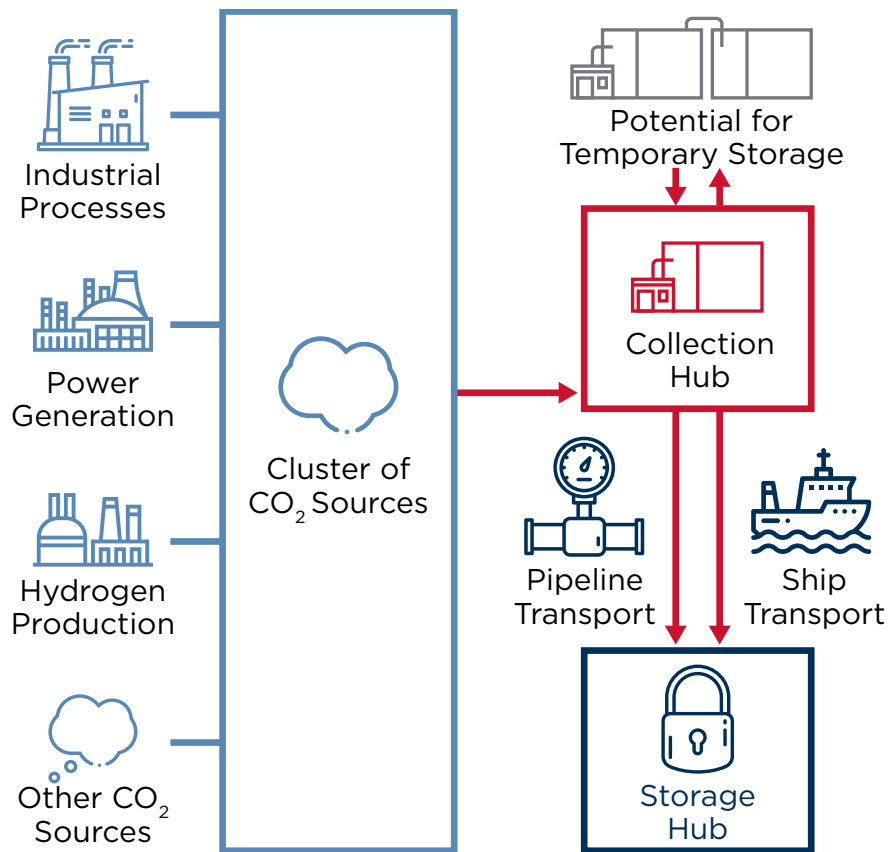 Industrial
Processes
Power
Generation
Hydrogen
Production
Other CO₂
Sources
Cluster of
CO₂ Sources
Potential for
Temporary Storage
Collection
Hub
Pipeline
Transport
Ship
Transport
Storage
Hub